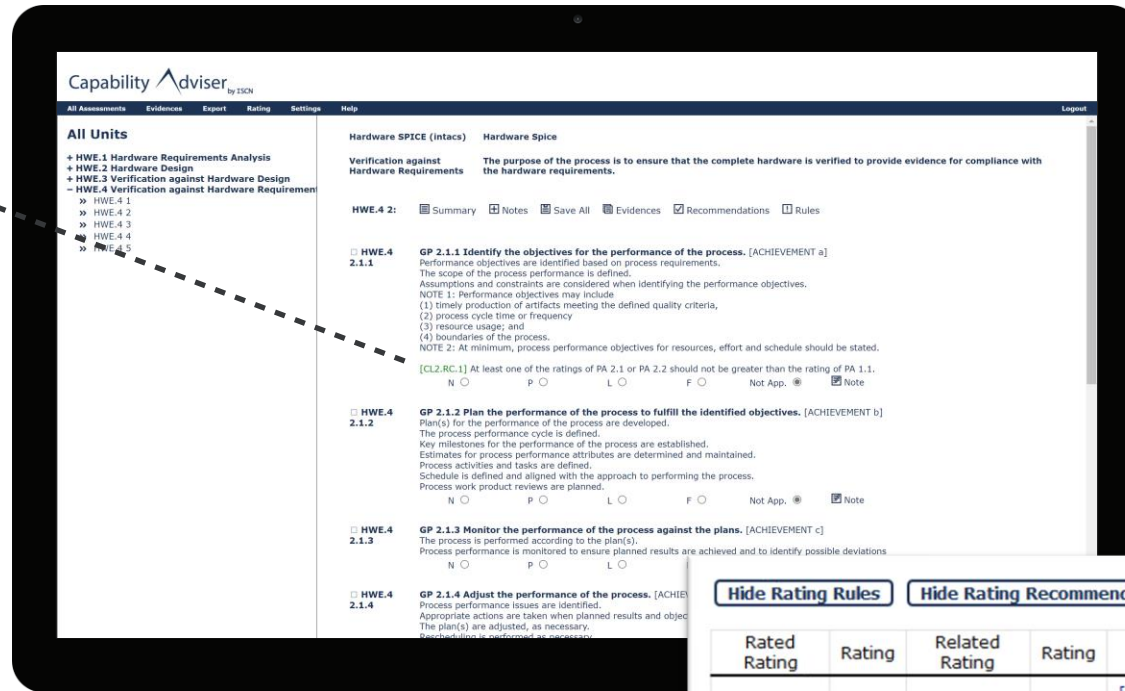 Capability Adviser by ISCN
All Assessments Evidences Export Rating Settings Help Logout
All Units
+ HWE.1 Hardware Requirements Analysis
+ HWE.2 Hardware Design
+ HWE.3 Verification against Hardware Design
− HWE.4 Verification against Hardware Requirement
» HWE.4 1
» HWE.4 2
» HWE.4 3
» HWE.4 4
» HWE.4 5
Hardware SPICE (intacs) Hardware Spice
Verification against Hardware Requirements
The purpose of the process is to ensure that the complete hardware is verified to provide evidence for compliance with
the hardware requirements.
HWE.4 2: Summary Notes Save All Evidences Recommendations Rules
HWE.4 2.1.1
GP 2.1.1 Identify the objectives for the performance of the process. [ACHIEVEMENT a]
Performance objectives are identified based on process requirements.
The scope of the process performance is defined.
Assumptions and constraints are considered when identifying the performance objectives.
NOTE 1: Performance objectives may include
(1) timely production of artifacts meeting the defined quality criteria,
(2) process cycle time or frequency
(3) resource usage; and
(4) boundaries of the process.
NOTE 2: At minimum, process performance objectives for resources, effort and schedule should be stated.
[CL2.RC.1] At least one of the ratings of PA 2.1 or PA 2.2 should not be greater than the rating of PA 1.1.
N P L F Not App. Note
HWE.4 2.1.2
GP 2.1.2 Plan the performance of the process to fulfill the identified objectives. [ACHIEVEMENT b]
Plan(s) for the performance of the process are developed.
The process performance cycle is defined.
Key milestones for the performance of the process are established.
Estimates for process performance attributes are determined and maintained.
Process activities and tasks are defined.
Schedule is defined and aligned with the approach to performing the process.
Process work product reviews are planned.
N P L F Not App. Note
HWE.4 2.1.3
GP 2.1.3 Monitor the performance of the process against the plans. [ACHIEVEMENT c]
The process is performed according to the plan(s).
Process performance is monitored to ensure planned results are achieved and to identify possible deviations
N P L
HWE.4 2.1.4
GP 2.1.4 Adjust the performance of the process. [ACHIE
Process performance issues are identified.
Appropriate actions are taken when planned results and objec
The plan(s) are adjusted, as necessary.
Rescheduling is performed as necessary.
Hide Rating Rules Hide Rating Recommen
Rated Rating Rating Related Rating Rating